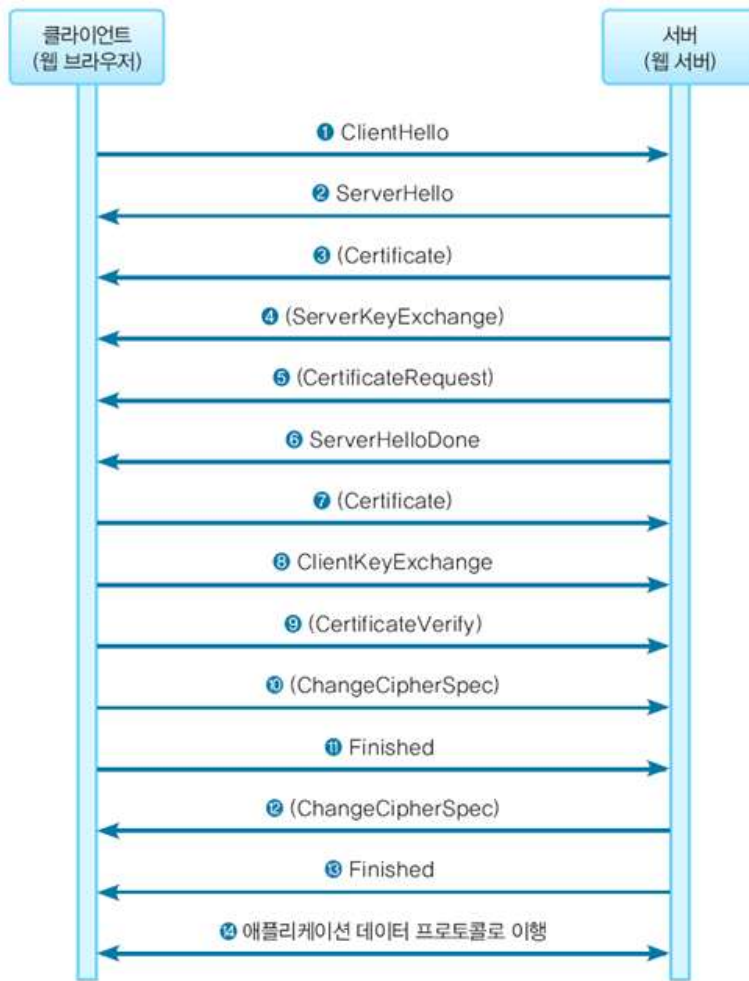 클라이언트
(웹 브라우저)
서버
(웹 서버)
❶ ClientHello
❷ ServerHello
❸ (Certificate)
❹ (ServerKeyExchange)
❺ (CertificateRequest)
❻ ServerHelloDone
❼ (Certificate)
❽ ClientKeyExchange
❾ (CertificateVerify)
❿ (ChangeCipherSpec)
⓫ Finished
⓬ (ChangeCipherSpec)
⓭ Finished
⓮ 애플리케이션 데이터 프로토콜로 이행